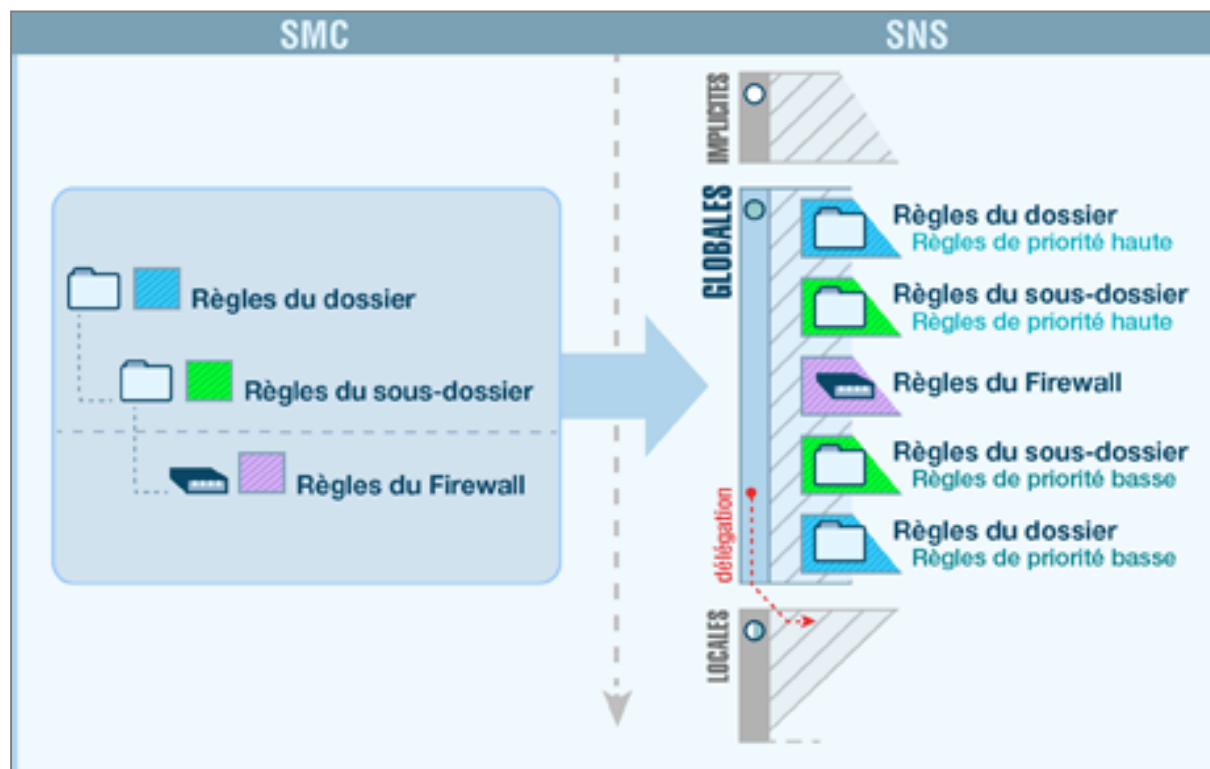 SMC
SNS
Règles du dossier
Règles du sous-dossier
Règles du Firewall
IMPLICITES
GLOBALES
Règles du dossier
Règles de priorité haute
Règles du sous-dossier
Règles de priorité haute
Règles du Firewall
Règles du sous-dossier
Règles de priorité basse
Règles du dossier
Règles de priorité basse
délégation
LOCALES